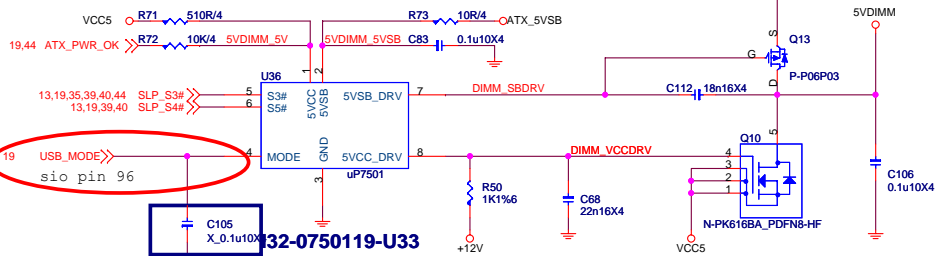 VCC5 R71 510R/4 R73 10R/4 ATX_5VSB 5VDIMM
19,44 ATX_PWR_OK R72 10K/4 5VDIMM_5V 5VDIMM_5VSB C83 0.1u10X4
S Q13
G P-P06P03
D
U36 1 2
13,19,35,39,40,44 SLP_S3# 5 S3# 5VCC 5VSB 5VSB_DRV 7 DIMM_SBDRV C112 18n16X4
13,19,39,40 SLP_S4# 6 S5#
Q10 5
19 USB_MODE 4 MODE GND 5VCC_DRV 8 DIMM_VCCDRV 4
sio pin 96 3 uP7501 3
2
1
R50 1K1%6 C68 22n16X4 C106 0.1u10X4
C105 X_0.1u10X
I32-0750119-U33 +12V VCC5 N-PK616BA_PDFN8-HF